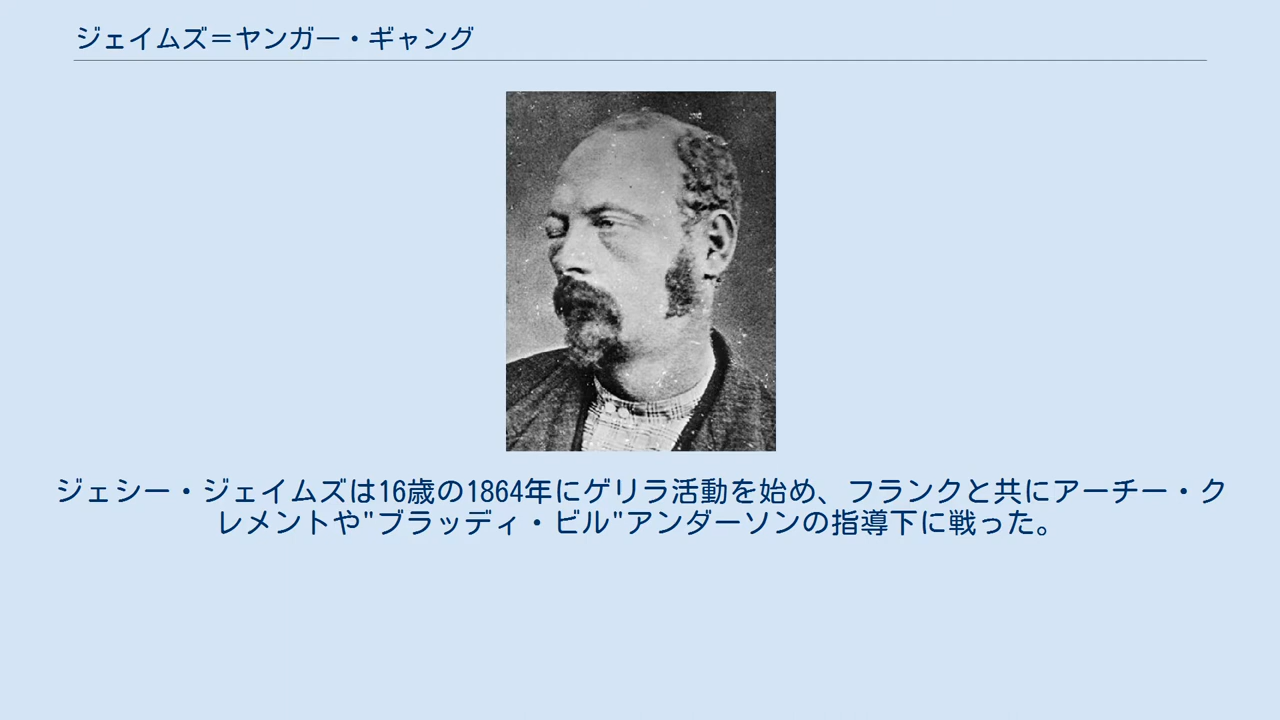 ジェイムズ＝ヤンガー・ギャング
ジェシー・ジェイムズは16歳の1864年にゲリラ活動を始め、フランクと共にアーチー・ク
レメントや"ブラッディ・ビル"アンダーソンの指導下に戦った。